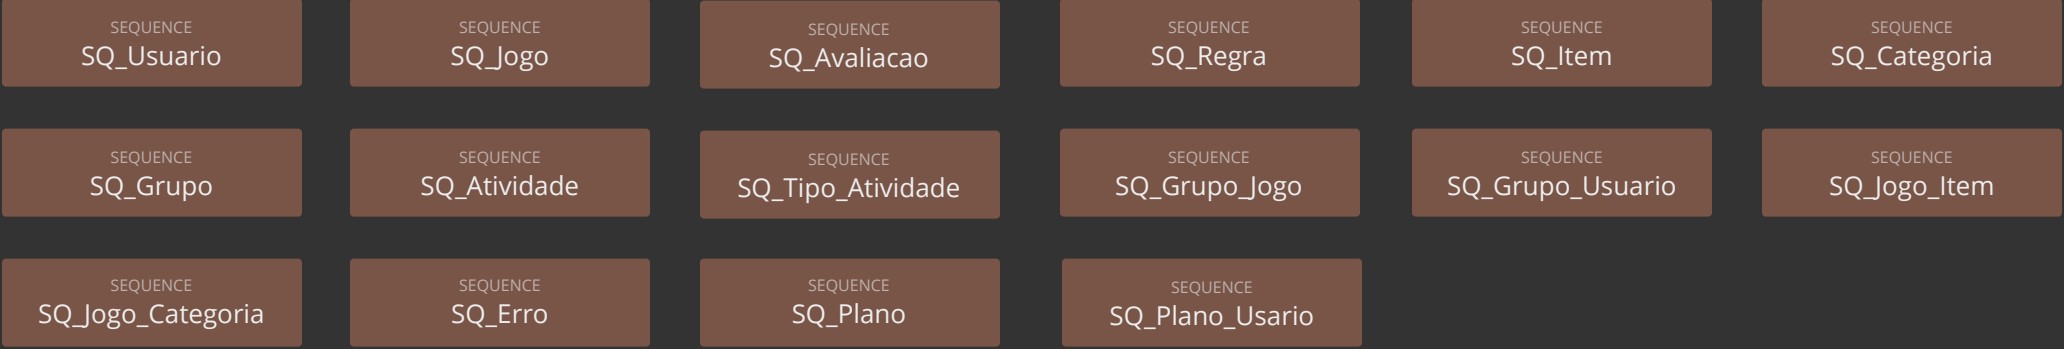 SEQUENCE
SQ_Usuario
SEQUENCE
SQ_Jogo
SEQUENCE
SQ_Avaliacao
SEQUENCE
SQ_Regra
SEQUENCE
SQ_Item
SEQUENCE
SQ_Categoria
SEQUENCE
SQ_Grupo
SEQUENCE
SQ_Atividade
SEQUENCE
SQ_Tipo_Atividade
SEQUENCE
SQ_Grupo_Jogo
SEQUENCE
SQ_Grupo_Usuario
SEQUENCE
SQ_Jogo_Item
SEQUENCE
SQ_Jogo_Categoria
SEQUENCE
SQ_Erro
SEQUENCE
SQ_Plano
SEQUENCE
SQ_Plano_Usario